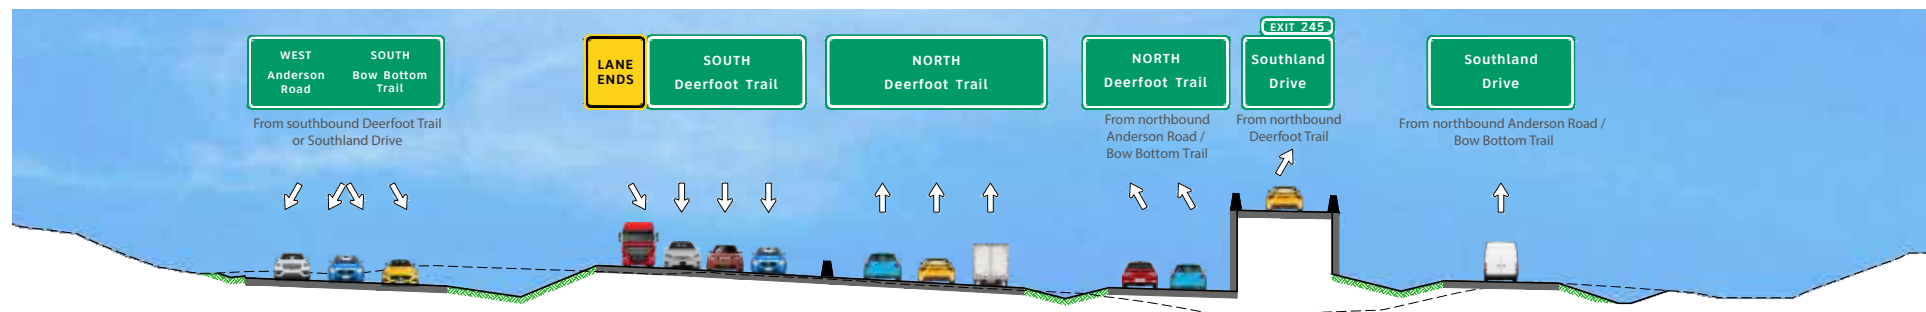 WEST
Anderson
Road
SOUTH
Bow Bottom
Trail
From southbound Deerfoot Trail
or Southland Drive
LANE
ENDS
SOUTH
Deerfoot Trail
NORTH
Deerfoot Trail
NORTH
Deerfoot Trail
From northbound
Anderson Road /
Bow Bottom Trail
EXIT 245
Southland
Drive
From northbound
Deerfoot Trail
Southland
Drive
From northbound Anderson Road /
Bow Bottom Trail